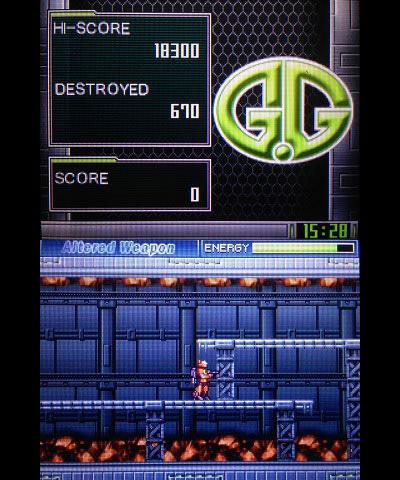 HI-SCORE
18300
DESTROYED
670
G.G
SCORE
0
15:28
Altered Weapon
ENERGY